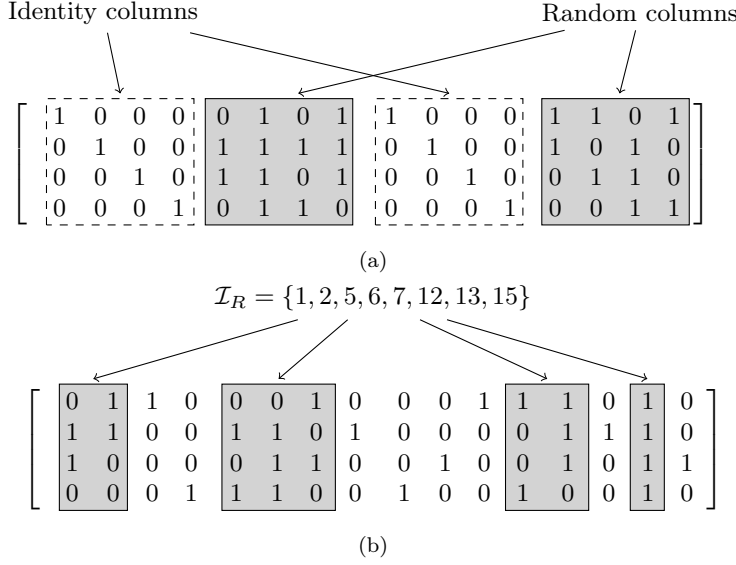 Identity columns Random columns
1 0 0 0 0 1 0 1 1 0 0 0 1 1 0 1
0 1 0 0 1 1 1 1 0 1 0 0 1 0 1 0
0 0 1 0 1 1 0 1 0 0 1 0 0 1 1 0
0 0 0 1 0 1 1 0 0 0 0 1 0 0 1 1
(a)
ℐ_R = {1, 2, 5, 6, 7, 12, 13, 15}
0 1 1 0 0 0 1 0 0 0 1 1 1 0 1 0
1 1 0 0 1 1 0 1 0 0 0 0 1 1 1 0
1 0 0 0 0 1 1 0 0 1 0 0 1 0 1 1
0 0 0 1 1 1 0 0 1 0 0 1 0 0 1 0
(b)